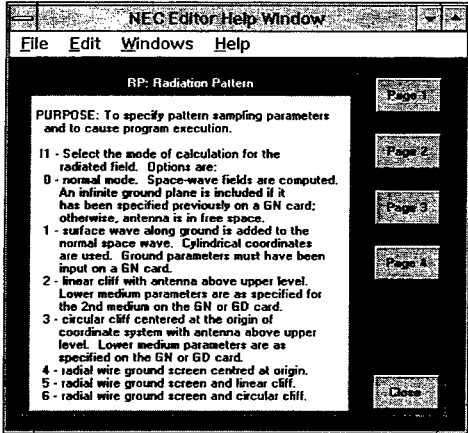 NEC Editor Help Window
File Edit Windows Help
RP: Radiation Pattern
PURPOSE: To specify pattern sampling parameters
and to cause program execution.
I1 - Select the mode of calculation for the
radiated field. Options are:
0 - normal mode. Space-wave fields are computed.
An infinite ground plane is included if it
has been specified previously on a GN card;
otherwise, antenna is in free space.
1 - surface wave along ground is added to the
normal space wave. Cylindrical coordinates
are used. Ground parameters must have been
input on a GN card.
2 - linear cliff with antenna above upper level.
Lower medium parameters are as specified for
the 2nd medium on the GN or GD card.
3 - circular cliff centered at the origin of
coordinate system with antenna above upper
level. Lower medium parameters are as
specified on the GN or GD card.
4 - radial wire ground screen centred at origin.
5 - radial wire ground screen and linear cliff.
6 - radial wire ground screen and circular cliff.
Page 1
Page 2
Page 3
Page 4
Close